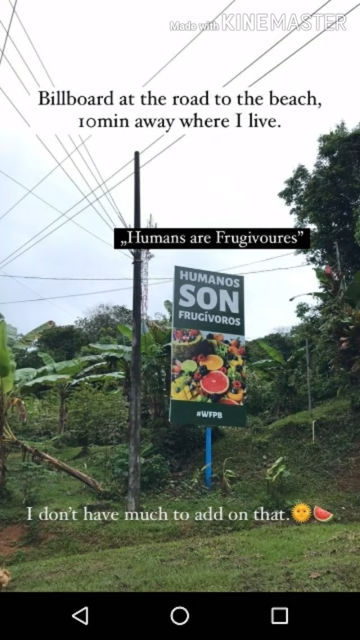 Made with KINEMASTER
Billboard at the road to the beach,
10min away where I live.
„Humans are Frugivoures”
HUMANOS
SON
FRUGÍVOROS
#WFPB
I don't have much to add on that.🌞🍉